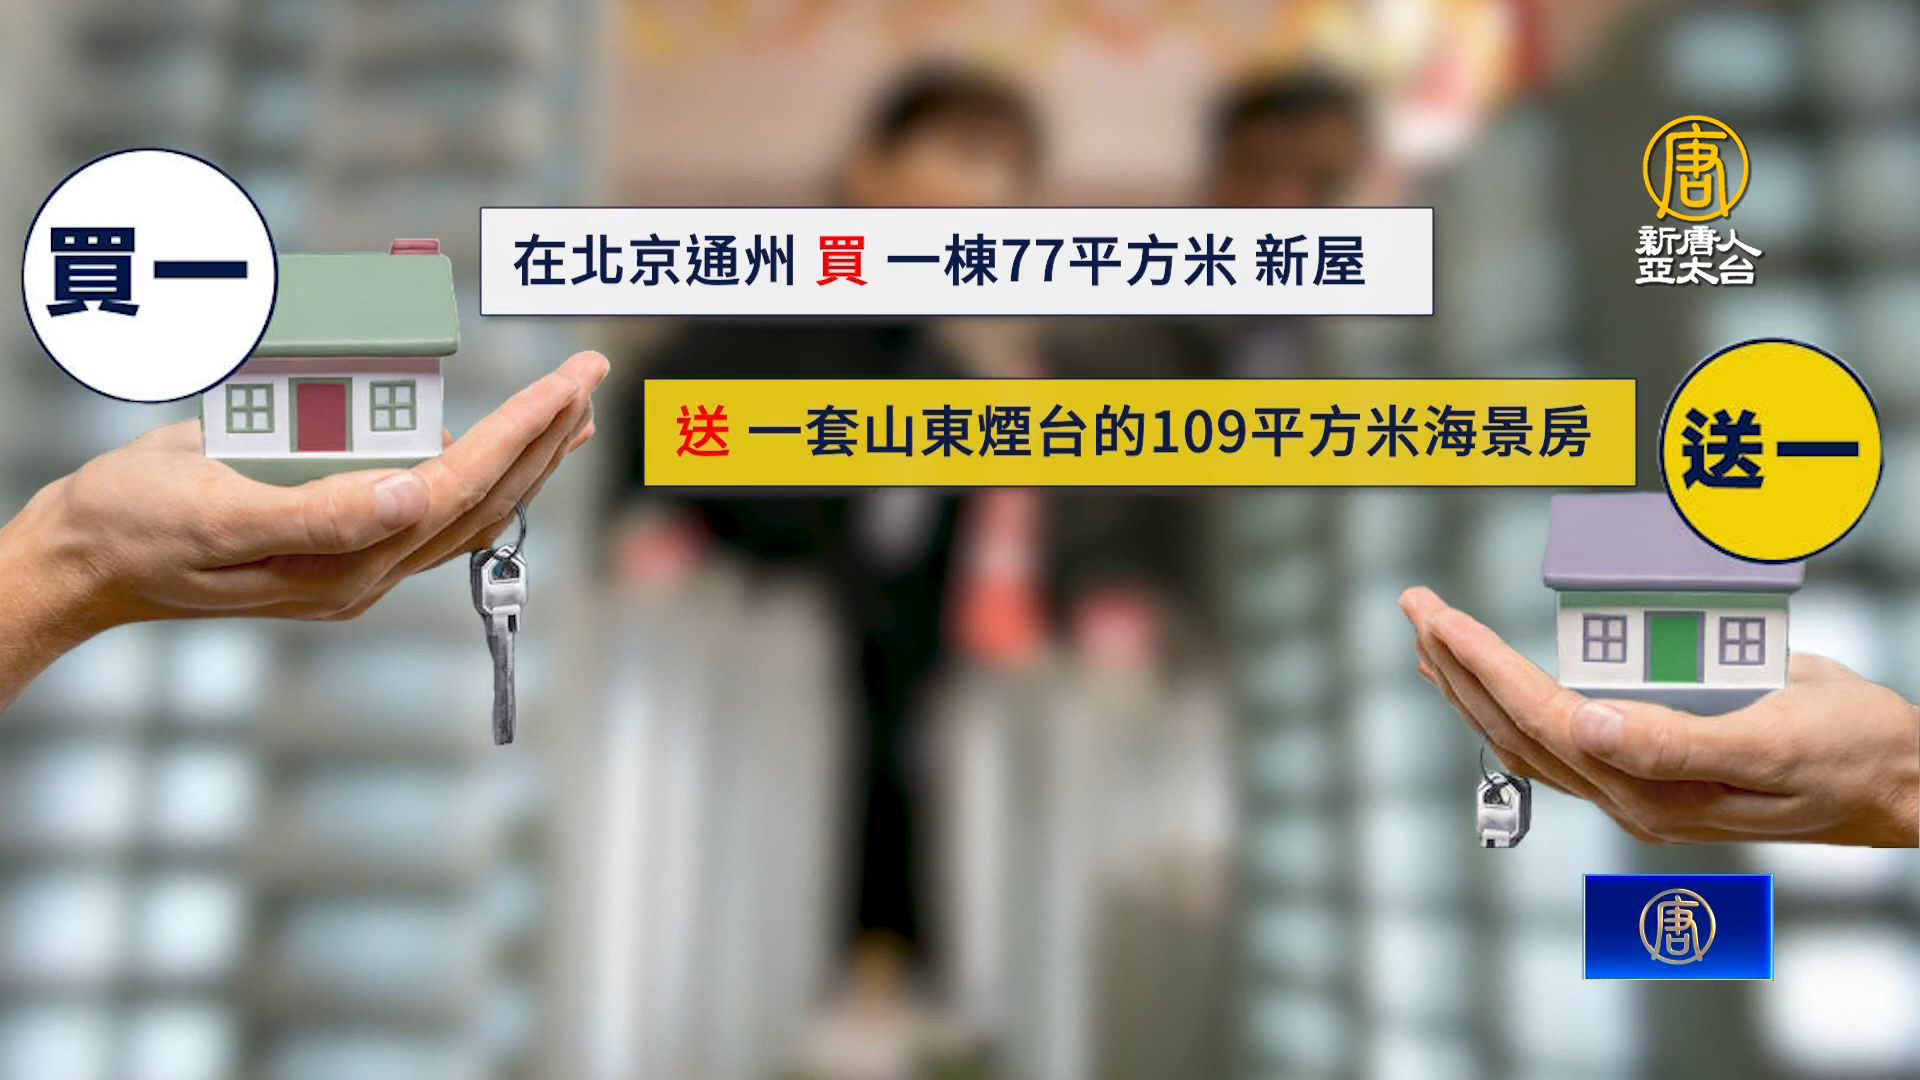 買一
在北京通州 買 一棟77平方米 新屋
送 一套山東煙台的109平方米海景房
送一
唐
新唐人
亞太台
唐